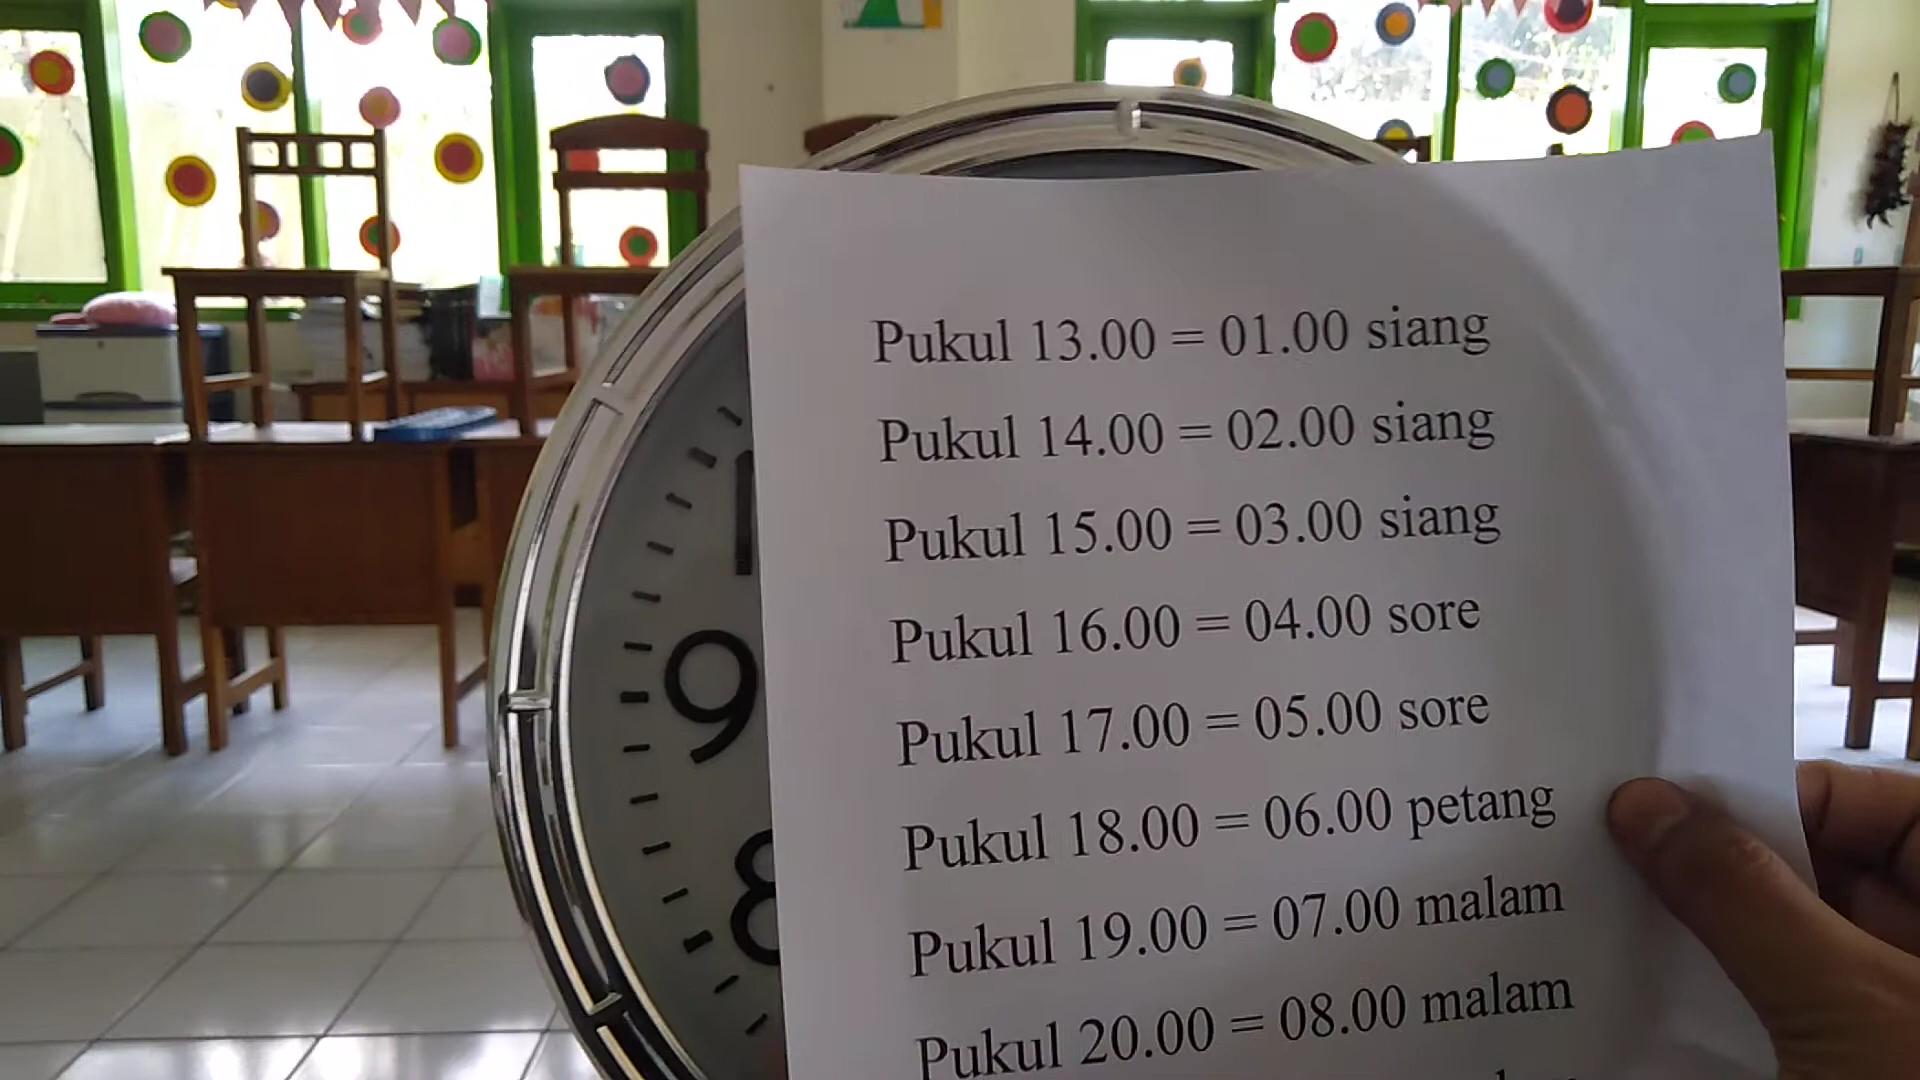 Pukul 13.00 = 01.00 siang
Pukul 14.00 = 02.00 siang
Pukul 15.00 = 03.00 siang
Pukul 16.00 = 04.00 sore
Pukul 17.00 = 05.00 sore
Pukul 18.00 = 06.00 petang
Pukul 19.00 = 07.00 malam
Pukul 20.00 = 08.00 malam
9
8